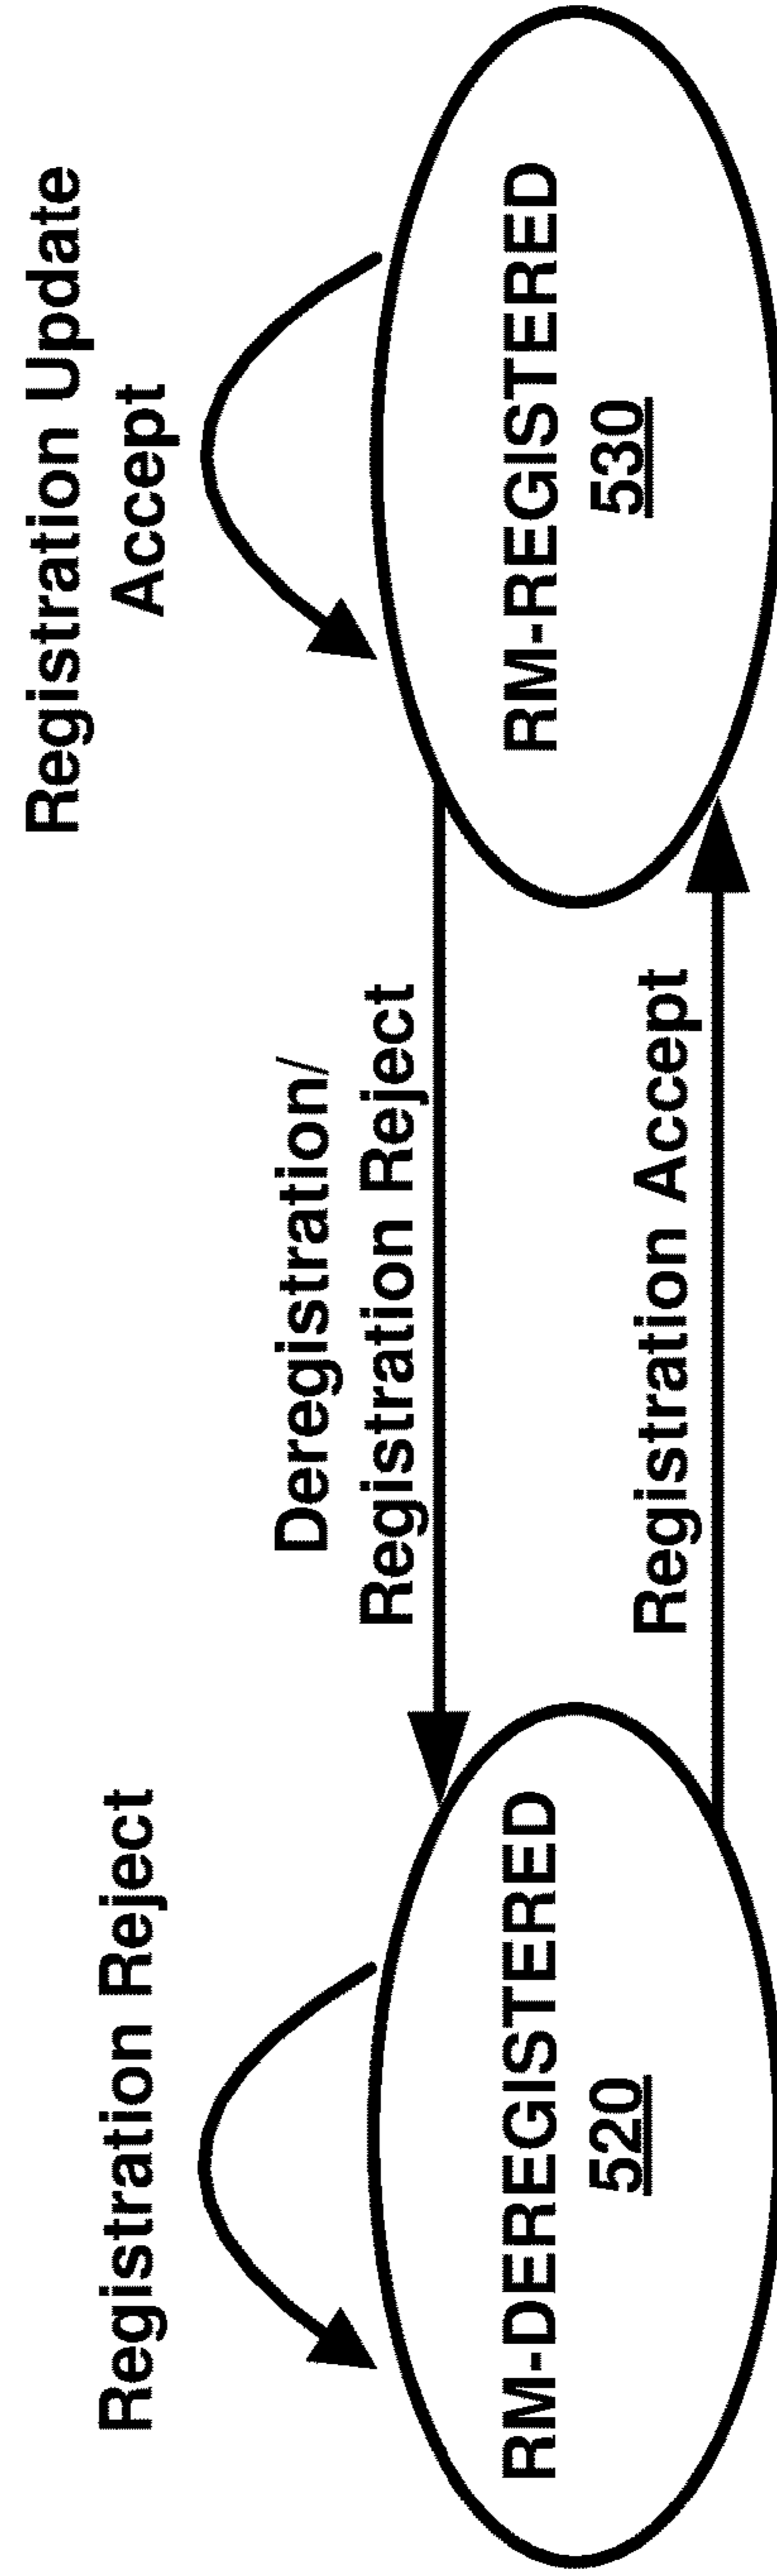 Registration Reject
Registration Update
Accept
Deregistration/
Registration Reject
RM-DEREGISTERED
520
RM-REGISTERED
530
Registration Accept